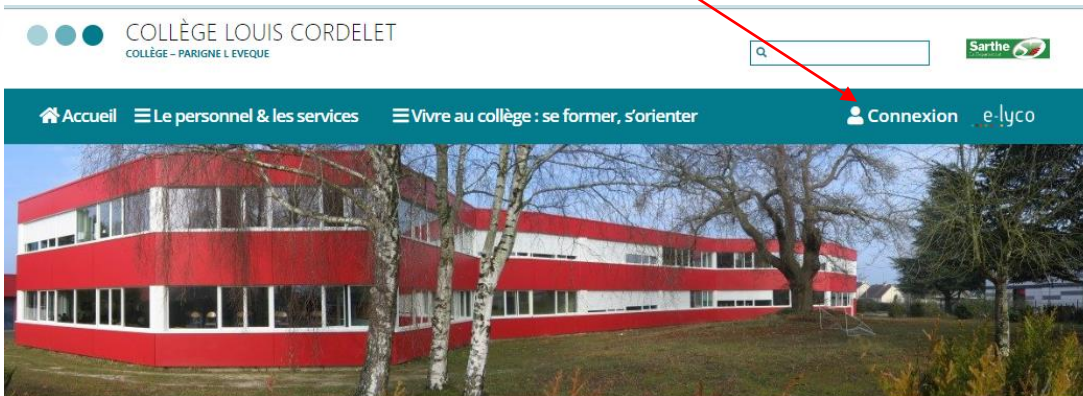 COLLÈGE LOUIS CORDELET
COLLÈGE – PARIGNE L EVEQUE
Sarthe
Accueil Le personnel & les services Vivre au collège : se former, s'orienter Connexion e-lyco